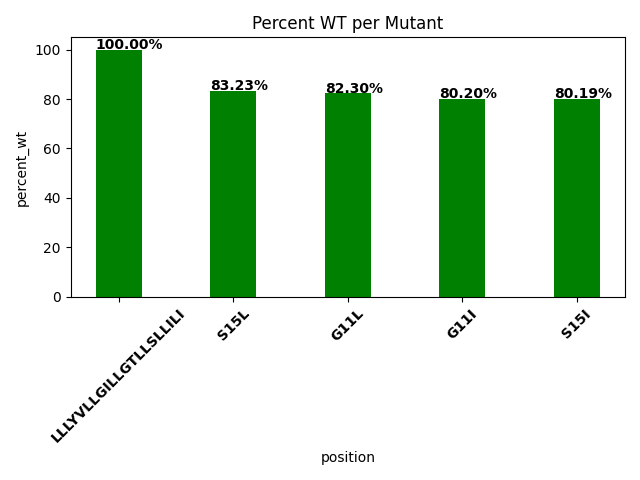 Percent WT per Mutant
percent_wt
100
80
60
40
20
0
100.00%
83.23%
82.30%
80.20%
80.19%
LLLYVLLGILLGTLLSLLILI
S15L
G11L
G11I
S15I
position